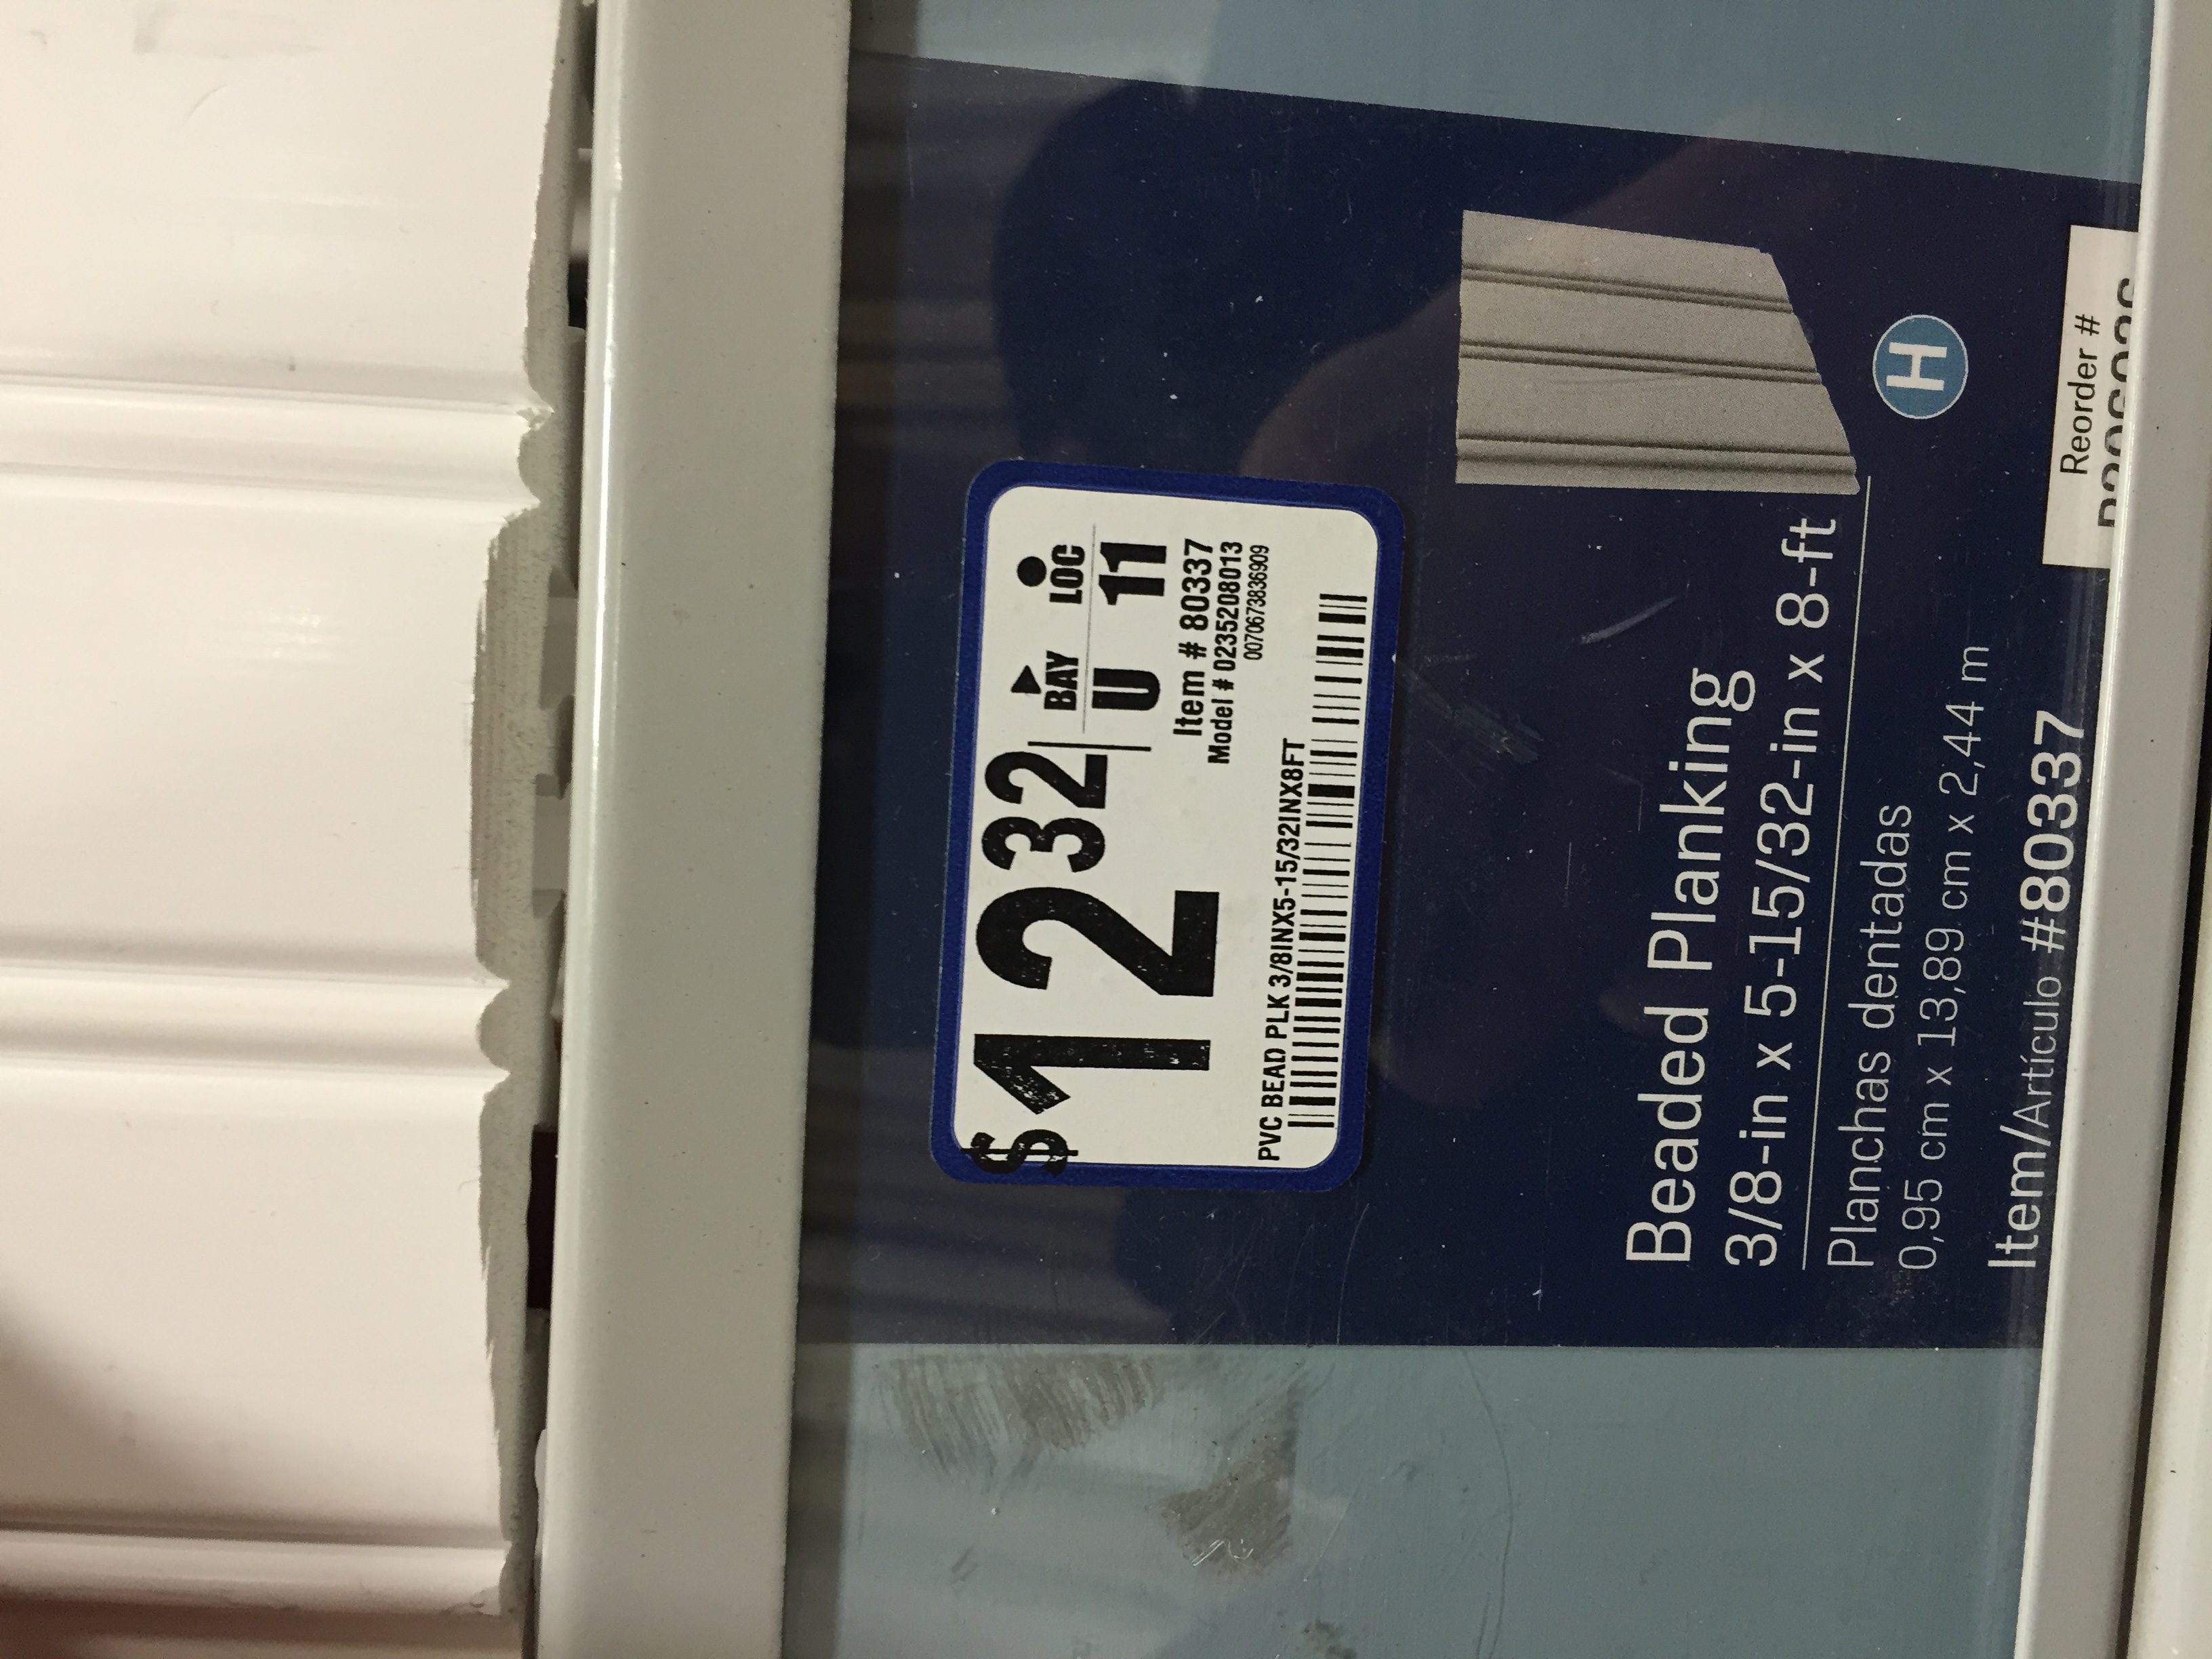 $12 32
BAY LOC
U 11
Item # 80337
Model # 0235208013
007067383690​9
PVC BEAD PLK 3/8INX5-15/32INX8FT
Beaded Planking
3/8-in x 5-15/32-in x 8-ft
Planchas dentadas
0,95 cm x 13,89 cm x 2,44 m
Item/Artículo #80337
H
Reorder #